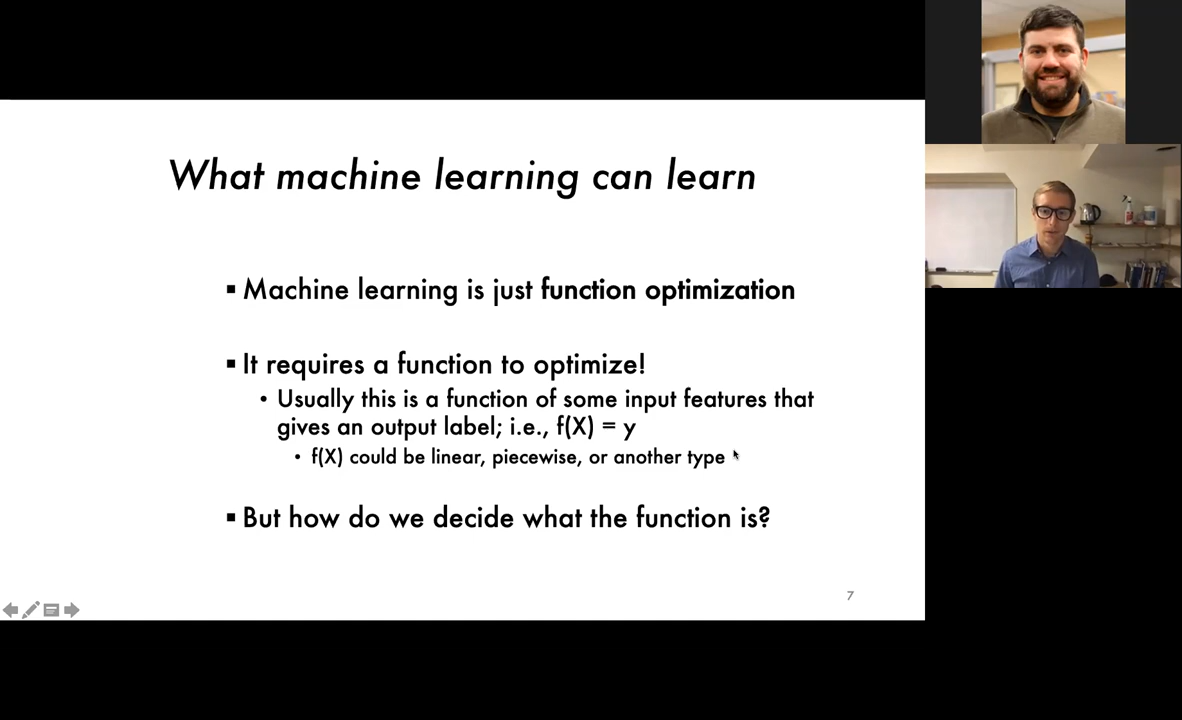 What machine learning can learn
▪ Machine learning is just function optimization
▪ It requires a function to optimize!
• Usually this is a function of some input features that
gives an output label; i.e., f(X) = y
• f(X) could be linear, piecewise, or another type
▪ But how do we decide what the function is?
7